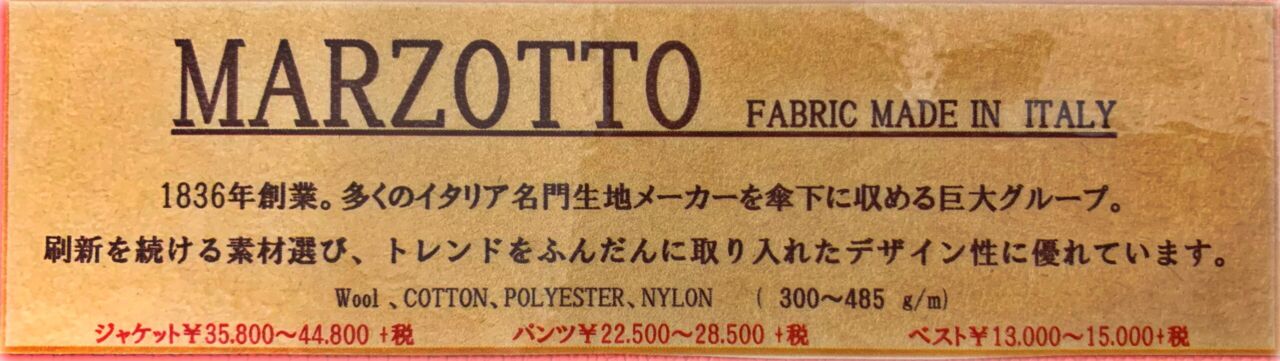 MARZOTTO FABRIC MADE IN ITALY
1836年創業。多くのイタリア名門生地メーカーを傘下に収める巨大グループ。
刷新を続ける素材選び、トレンドをふんだんに取り入れたデザイン性に優れています。
Wool、COTTON、POLYESTER、NYLON ( 300～485 g/m)
ジャケット￥35.800～44.800 +税 パンツ￥22.500～28.500 +税 ベスト￥13.000～15.000+税